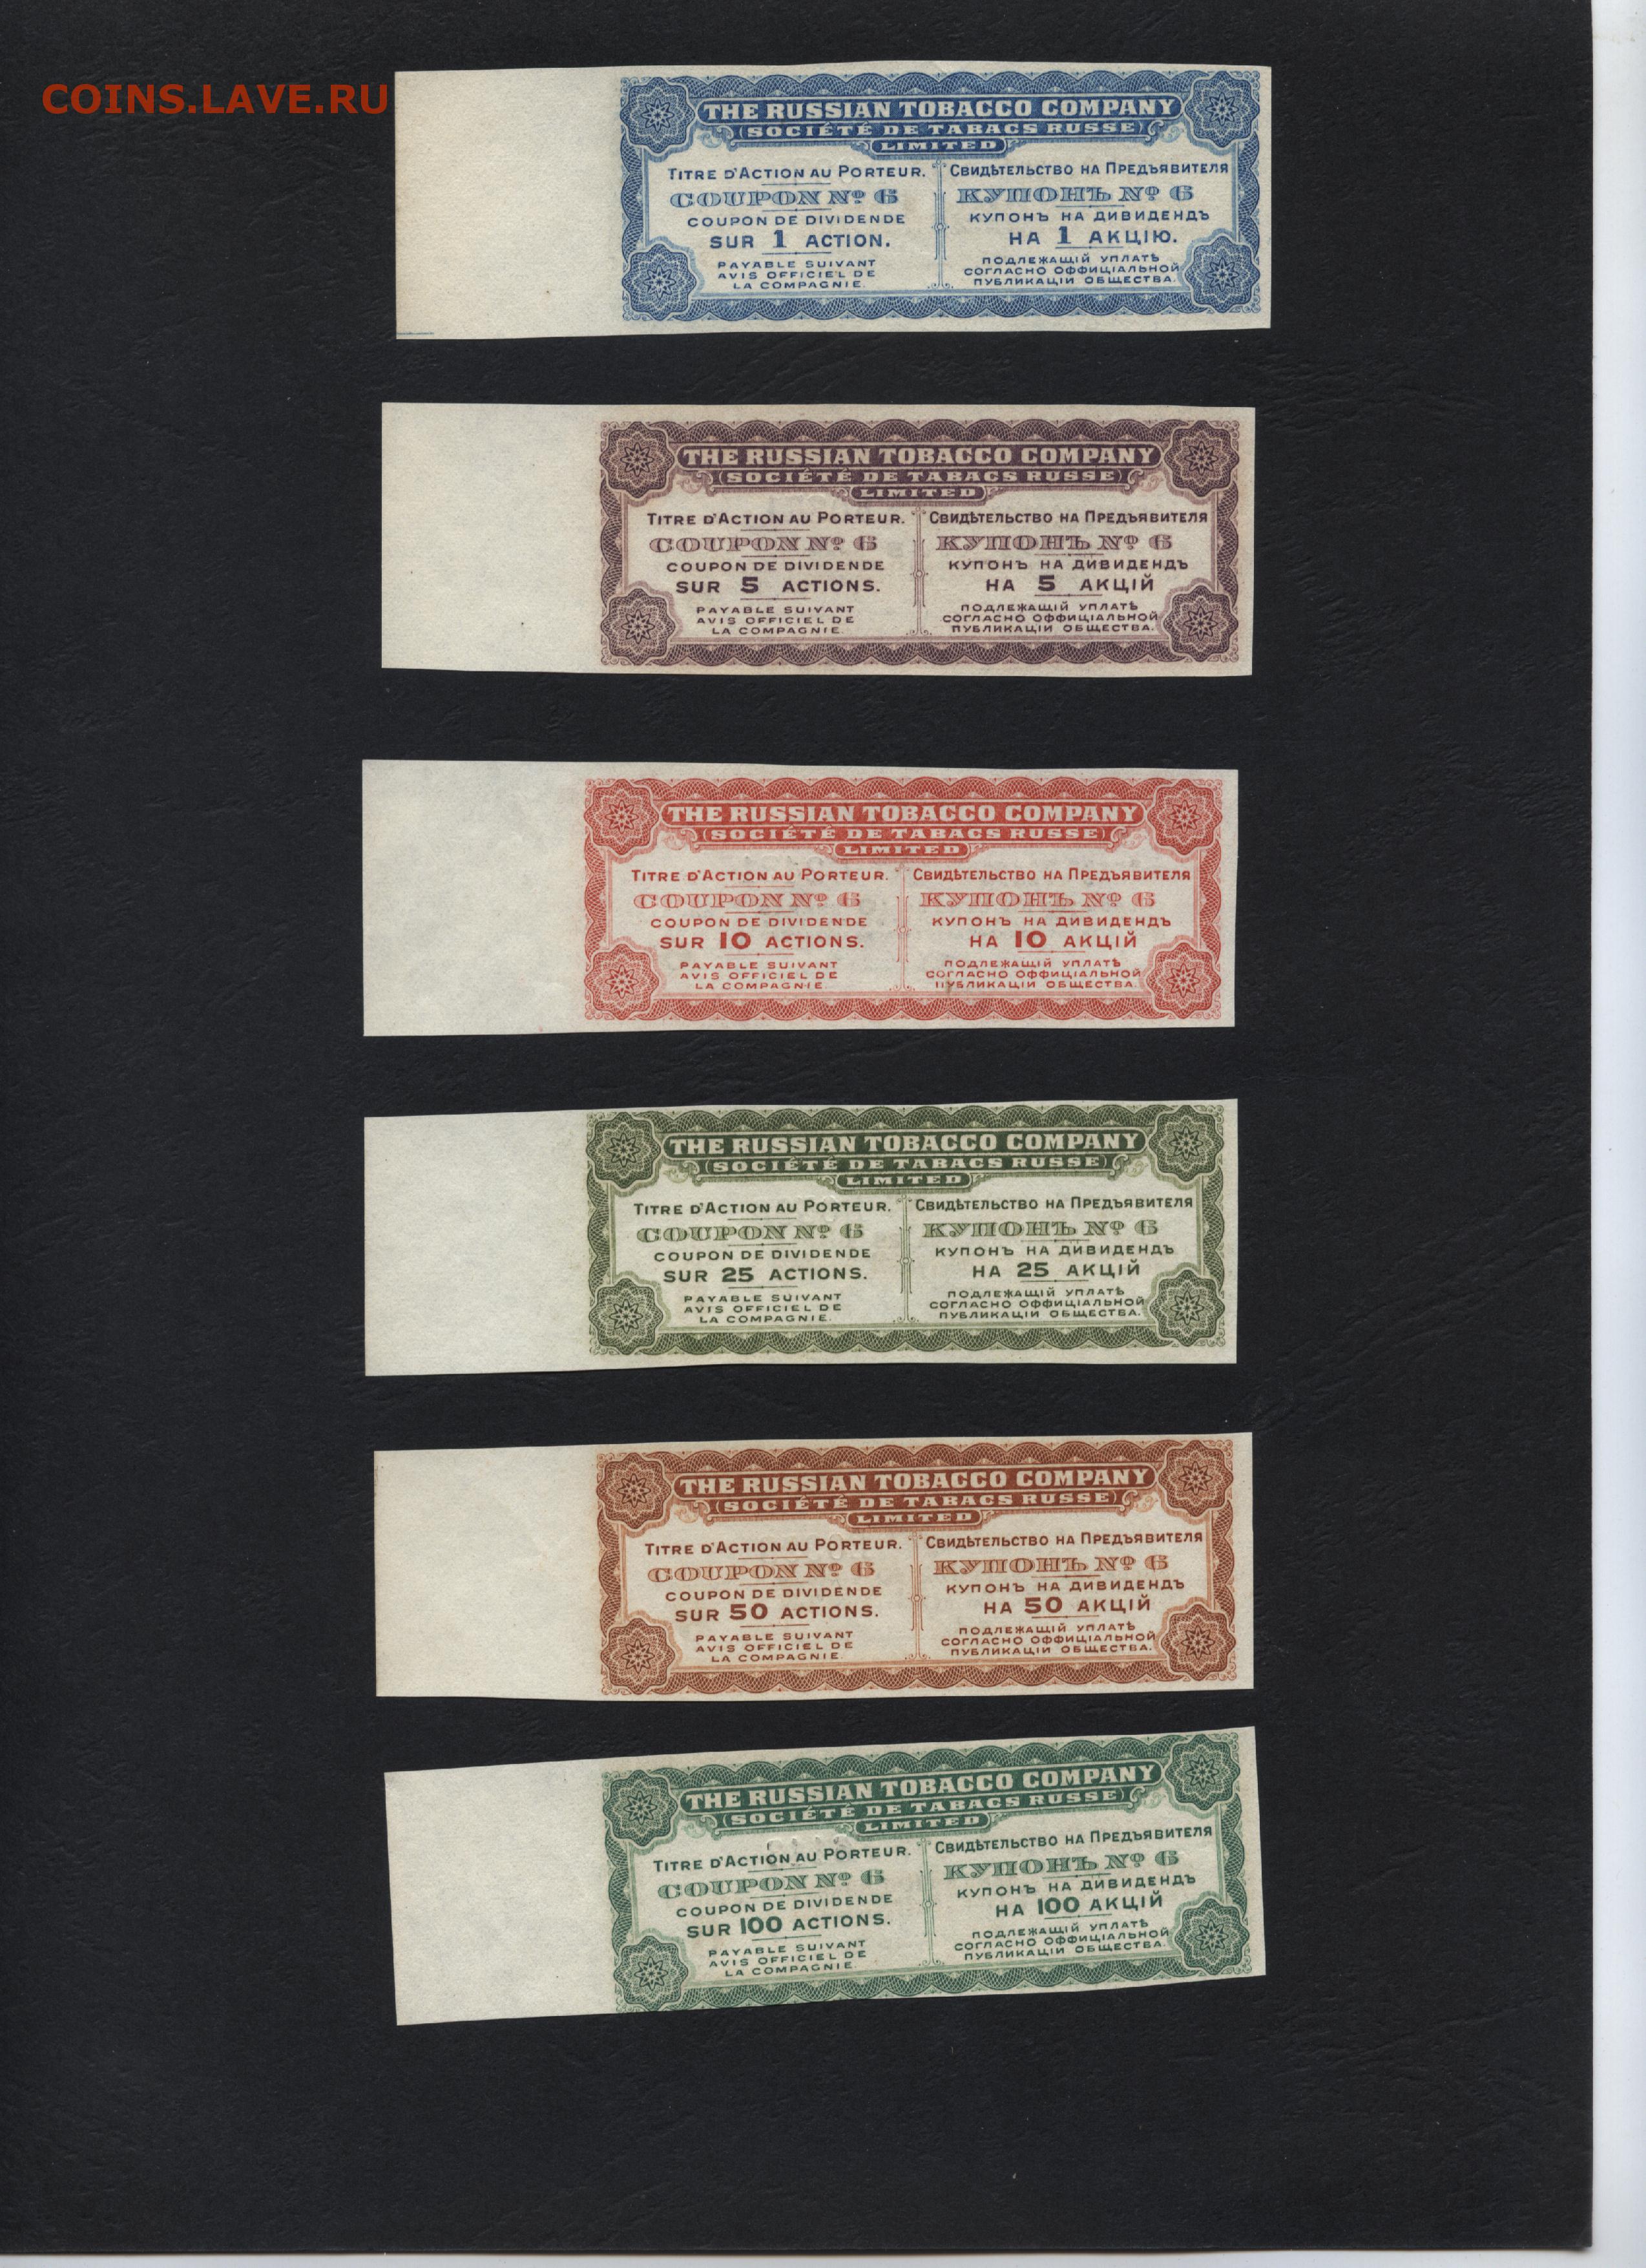 COINS.LAVE.RU
THE RUSSIAN TOBACCO COMPANY
(SOCIÉTÉ DE TABACS RUSSE)
LIMITED
TITRE D'ACTION AU PORTEUR.
COUPON No 6
COUPON DE DIVIDENDE
SUR 1 ACTION.
PAYABLE SUIVANT
AVIS OFFICIEL DE
LA COMPAGNIE.
СВИДѢТЕЛЬСТВО НА ПРЕДЪЯВИТЕЛЯ
КУПОНЪ No 6
КУПОНЪ НА ДИВИДЕНДЪ
НА 1 АКЦІЮ.
ПОДЛЕЖАЩІЙ УПЛАТѢ
СОГЛАСНО ОФФИЦІАЛЬНОЙ
ПУБЛИКАЦІИ ОБЩЕСТВА.
THE RUSSIAN TOBACCO COMPANY
(SOCIÉTÉ DE TABACS RUSSE)
LIMITED
TITRE D'ACTION AU PORTEUR.
COUPON No 6
COUPON DE DIVIDENDE
SUR 5 ACTIONS.
PAYABLE SUIVANT
AVIS OFFICIEL DE
LA COMPAGNIE.
СВИДѢТЕЛЬСТВО НА ПРЕДЪЯВИТЕЛЯ
КУПОНЪ No 6
КУПОНЪ НА ДИВИДЕНДЪ
НА 5 АКЦІЙ
ПОДЛЕЖАЩІЙ УПЛАТѢ
СОГЛАСНО ОФФИЦІАЛЬНОЙ
ПУБЛИКАЦІИ ОБЩЕСТВА.
THE RUSSIAN TOBACCO COMPANY
(SOCIÉTÉ DE TABACS RUSSE)
LIMITED
TITRE D'ACTION AU PORTEUR.
COUPON No 6
COUPON DE DIVIDENDE
SUR 10 ACTIONS.
PAYABLE SUIVANT
AVIS OFFICIEL DE
LA COMPAGNIE.
СВИДѢТЕЛЬСТВО НА ПРЕДЪЯВИТЕЛЯ
КУПОНЪ No 6
КУПОНЪ НА ДИВИДЕНДЪ
НА 10 АКЦІЙ
ПОДЛЕЖАЩІЙ УПЛАТѢ
СОГЛАСНО ОФФИЦІАЛЬНОЙ
ПУБЛИКАЦІИ ОБЩЕСТВА.
THE RUSSIAN TOBACCO COMPANY
(SOCIÉTÉ DE TABACS RUSSE)
LIMITED
TITRE D'ACTION AU PORTEUR.
COUPON No 6
COUPON DE DIVIDENDE
SUR 25 ACTIONS.
PAYABLE SUIVANT
AVIS OFFICIEL DE
LA COMPAGNIE.
СВИДѢТЕЛЬСТВО НА ПРЕДЪЯВИТЕЛЯ
КУПОНЪ No 6
КУПОНЪ НА ДИВИДЕНДЪ
НА 25 АКЦІЙ
ПОДЛЕЖАЩІЙ УПЛАТѢ
СОГЛАСНО ОФФИЦІАЛЬНОЙ
ПУБЛИКАЦІИ ОБЩЕСТВА.
THE RUSSIAN TOBACCO COMPANY
(SOCIÉTÉ DE TABACS RUSSE)
LIMITED
TITRE D'ACTION AU PORTEUR.
COUPON No 6
COUPON DE DIVIDENDE
SUR 50 ACTIONS.
PAYABLE SUIVANT
AVIS OFFICIEL DE
LA COMPAGNIE.
СВИДѢТЕЛЬСТВО НА ПРЕДЪЯВИТЕЛЯ
КУПОНЪ No 6
КУПОНЪ НА ДИВИДЕНДЪ
НА 50 АКЦІЙ
ПОДЛЕЖАЩІЙ УПЛАТѢ
СОГЛАСНО ОФФИЦІАЛЬНОЙ
ПУБЛИКАЦІИ ОБЩЕСТВА.
THE RUSSIAN TOBACCO COMPANY
(SOCIÉTÉ DE TABACS RUSSE)
LIMITED
TITRE D'ACTION AU PORTEUR.
COUPON No 6
COUPON DE DIVIDENDE
SUR 100 ACTIONS.
PAYABLE SUIVANT
AVIS OFFICIEL DE
LA COMPAGNIE.
СВИДѢТЕЛЬСТВО НА ПРЕДЪЯВИТЕЛЯ
КУПОНЪ No 6
КУПОНЪ НА ДИВИДЕНДЪ
НА 100 АКЦІЙ
ПОДЛЕЖАЩІЙ УПЛАТѢ
СОГЛАСНО ОФФИЦІАЛЬНОЙ
ПУБЛИКАЦІИ ОБЩЕСТВА.